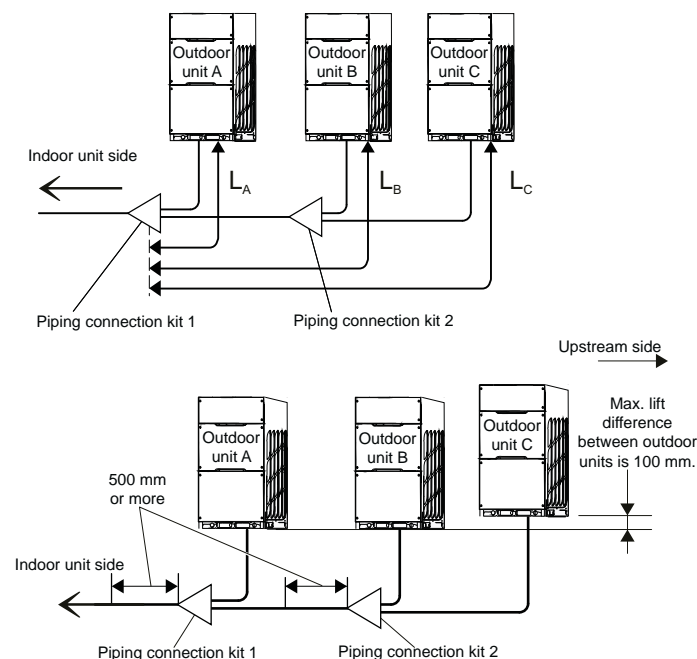 Outdoor
unit A
Outdoor
unit B
Outdoor
unit C
Indoor unit side
LA
LB
LC
Piping connection kit 1
Piping connection kit 2
Upstream side
Max. lift
difference
between outdoor
units is 100 mm.
Outdoor
unit A
Outdoor
unit B
Outdoor
unit C
500 mm
or more
Indoor unit side
Piping connection kit 1
Piping connection kit 2